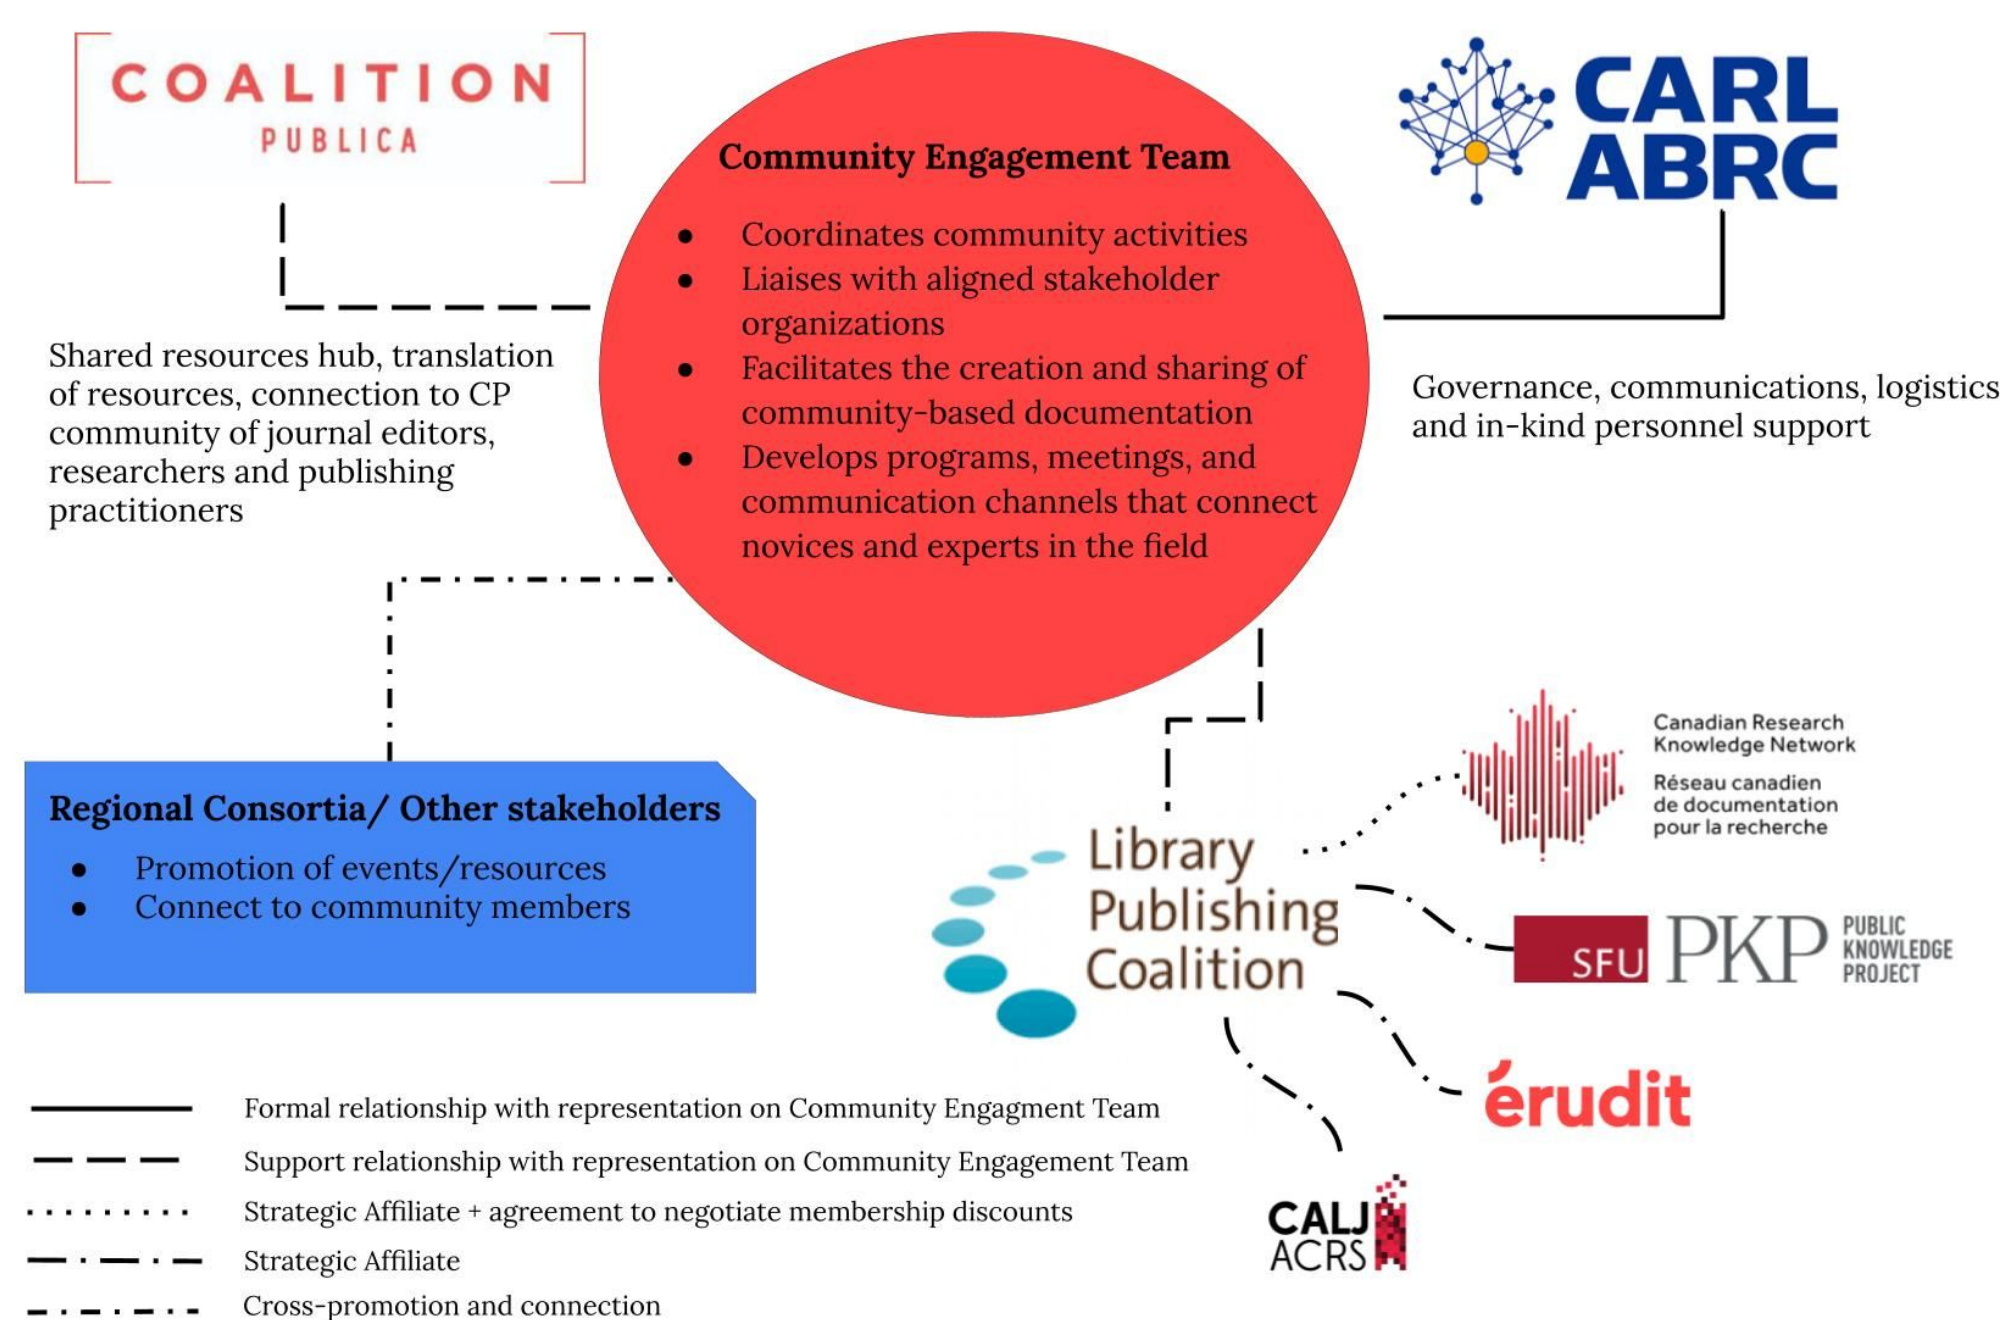 COALITION
PUBLICA
Community Engagement Team
● Coordinates community activities
● Liaises with aligned stakeholder
organizations
● Facilitates the creation and sharing of
community-based documentation
● Develops programs, meetings, and
communication channels that connect
novices and experts in the field
CARL
ABRC
Shared resources hub, translation
of resources, connection to CP
community of journal editors,
researchers and publishing
practitioners
Governance, communications, logistics
and in-kind personnel support
Regional Consortia/ Other stakeholders
● Promotion of events/resources
● Connect to community members
Library
Publishing
Coalition
Canadian Research
Knowledge Network
Réseau canadien
de documentation
pour la recherche
SFU PKP
PUBLIC
KNOWLEDGE
PROJECT
érudit
CALJ
ACRS
Formal relationship with representation on Community Engagment Team
Support relationship with representation on Community Engagement Team
Strategic Affiliate + agreement to negotiate membership discounts
Strategic Affiliate
Cross-promotion and connection